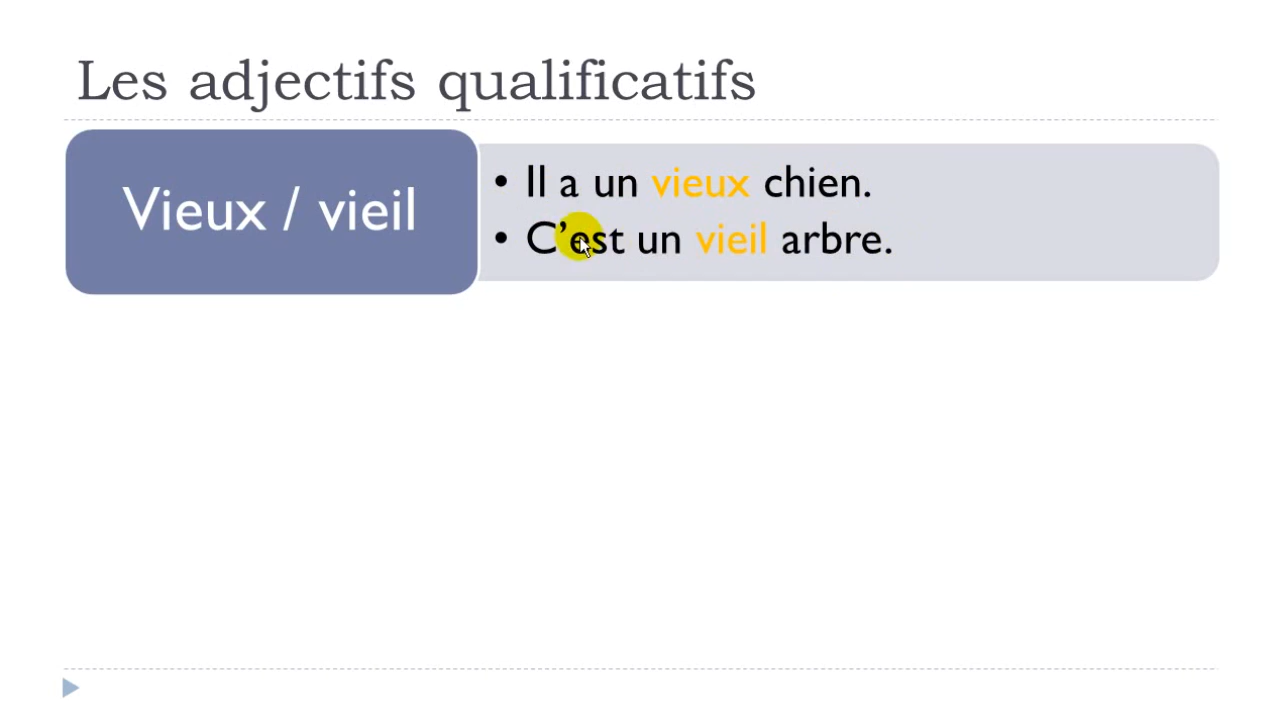 Les adjectifs qualificatifs
Vieux / vieil
• Il a un vieux chien.
• C’est un vieil arbre.